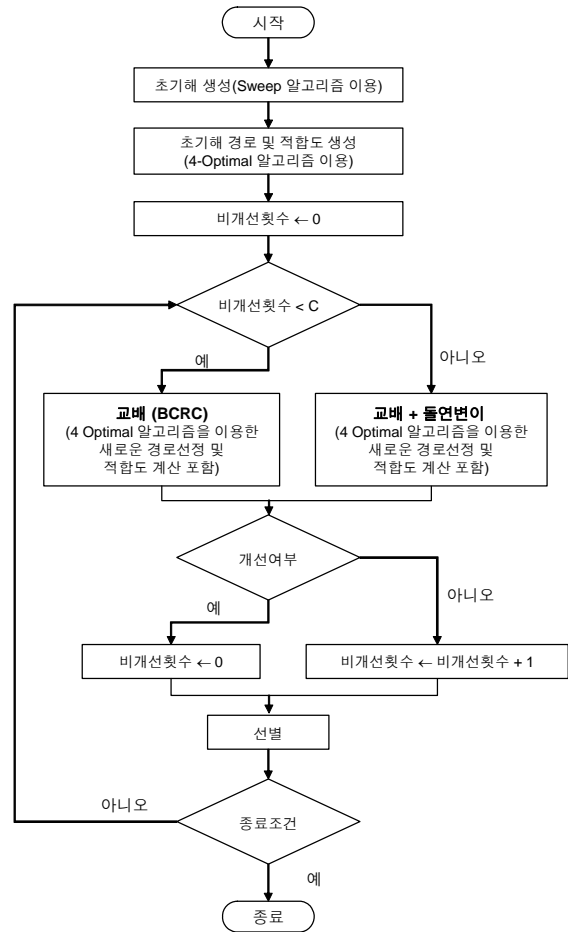 시작
초기해 생성(Sweep 알고리즘 이용)
초기해 경로 및 적합도 생성
(4-Optimal 알고리즘 이용)
비개선횟수 ← 0
비개선횟수 < C
예
아니오
교배 (BCRC)
(4 Optimal 알고리즘을 이용한
새로운 경로선정 및
적합도 계산 포함)
교배 + 돌연변이
(4 Optimal 알고리즘을 이용한
새로운 경로선정 및
적합도 계산 포함)
개선여부
예
아니오
비개선횟수 ← 0
비개선횟수 ← 비개선횟수 + 1
선별
아니오
종료조건
예
종료